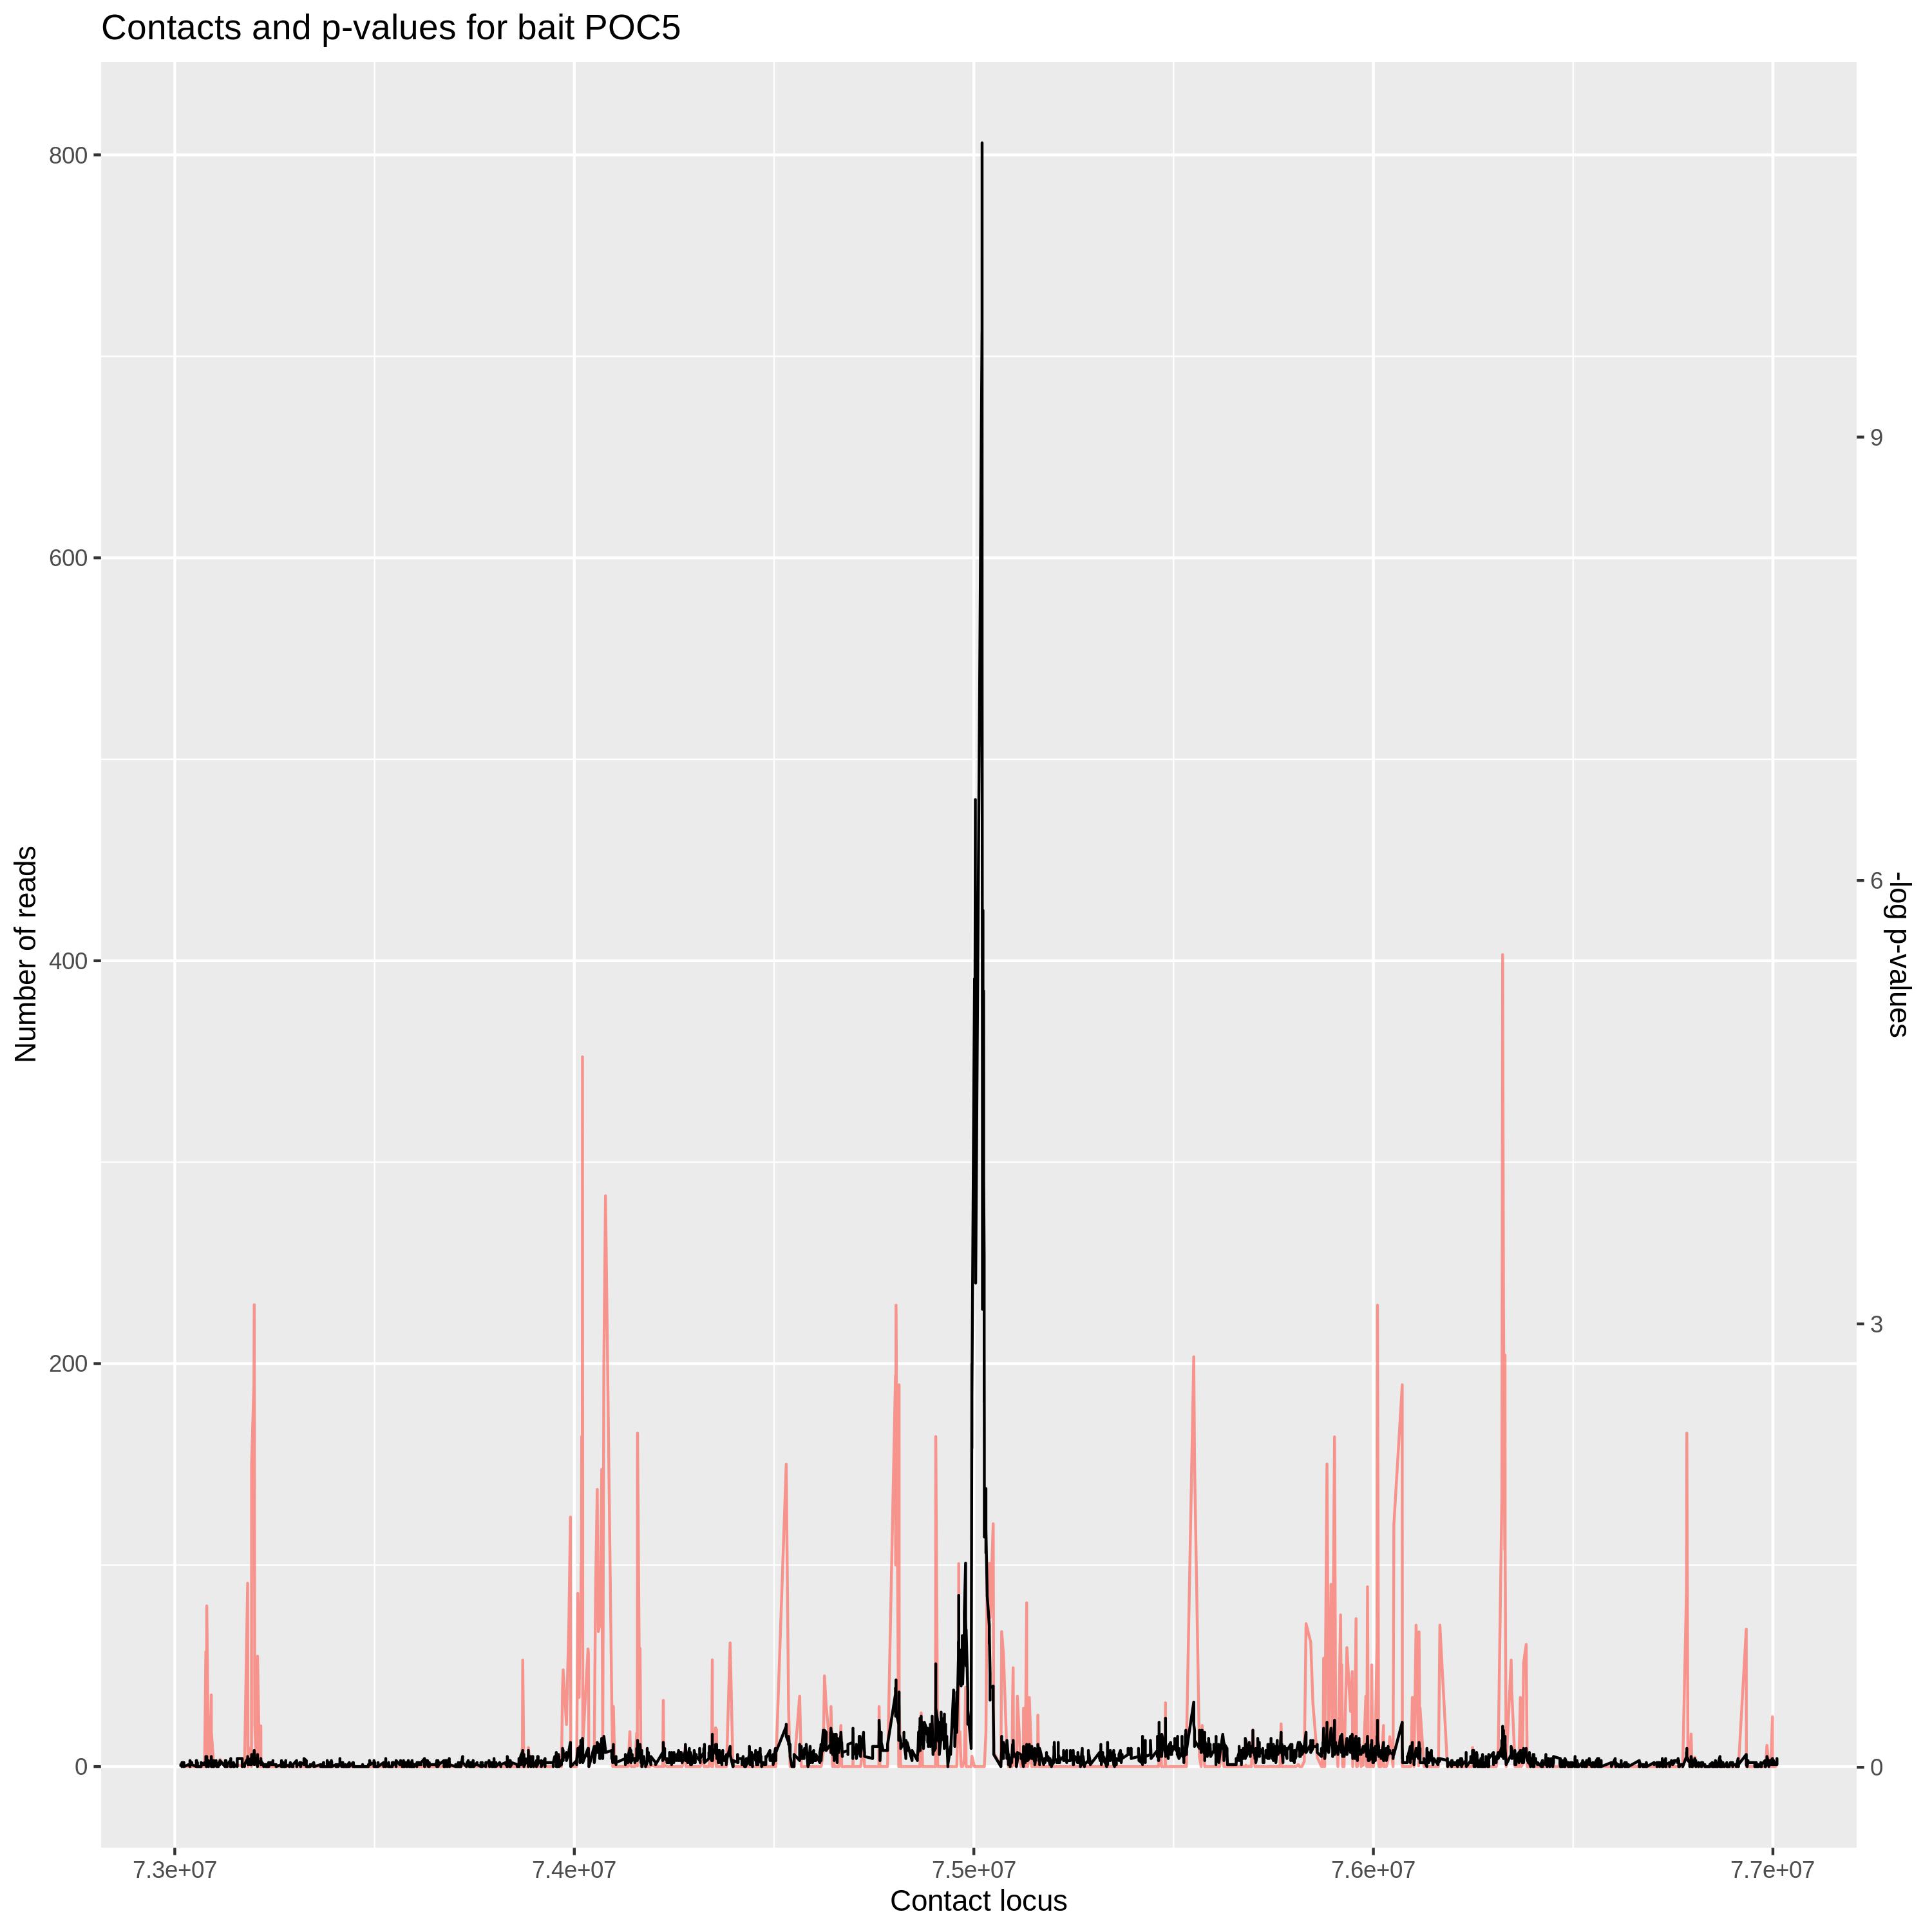 Contacts and p-values for bait POC5
800
600
400
200
0
Number of reads
9
6
3
0
-log p-values
7.3e+07 7.4e+07 7.5e+07 7.6e+07 7.7e+07
Contact locus